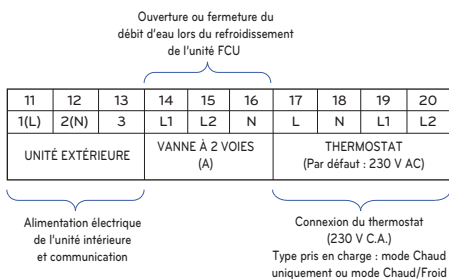 Ouverture ou fermeture du
débit d'eau lors du refroidissement
de l'unité FCU
11 12 13 14 15 16 17 18 19 20
1(L) 2(N) 3 L1 L2 N L N L1 L2
UNITÉ EXTÉRIEURE
VANNE À 2 VOIES
(A)
THERMOSTAT
(Par défaut : 230 V AC)
Alimentation électrique
de l'unité intérieure
et communication
Connexion du thermostat
(230 V C.A.)
Type pris en charge : mode Chaud
uniquement ou mode Chaud/Froid